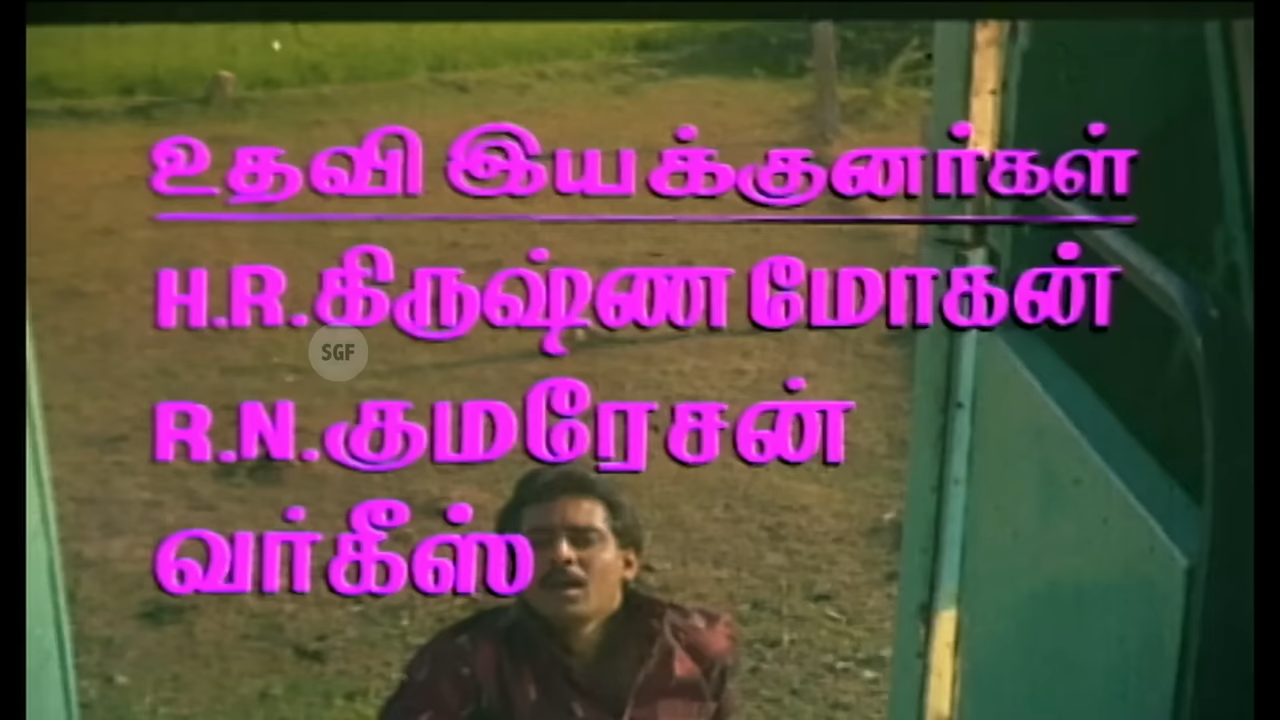 உதவி இயக்குனர்கள்
H.R.கிருஷ்ண மோகன்
SGF
R.N.குமரேசன்
வர்கீஸ்